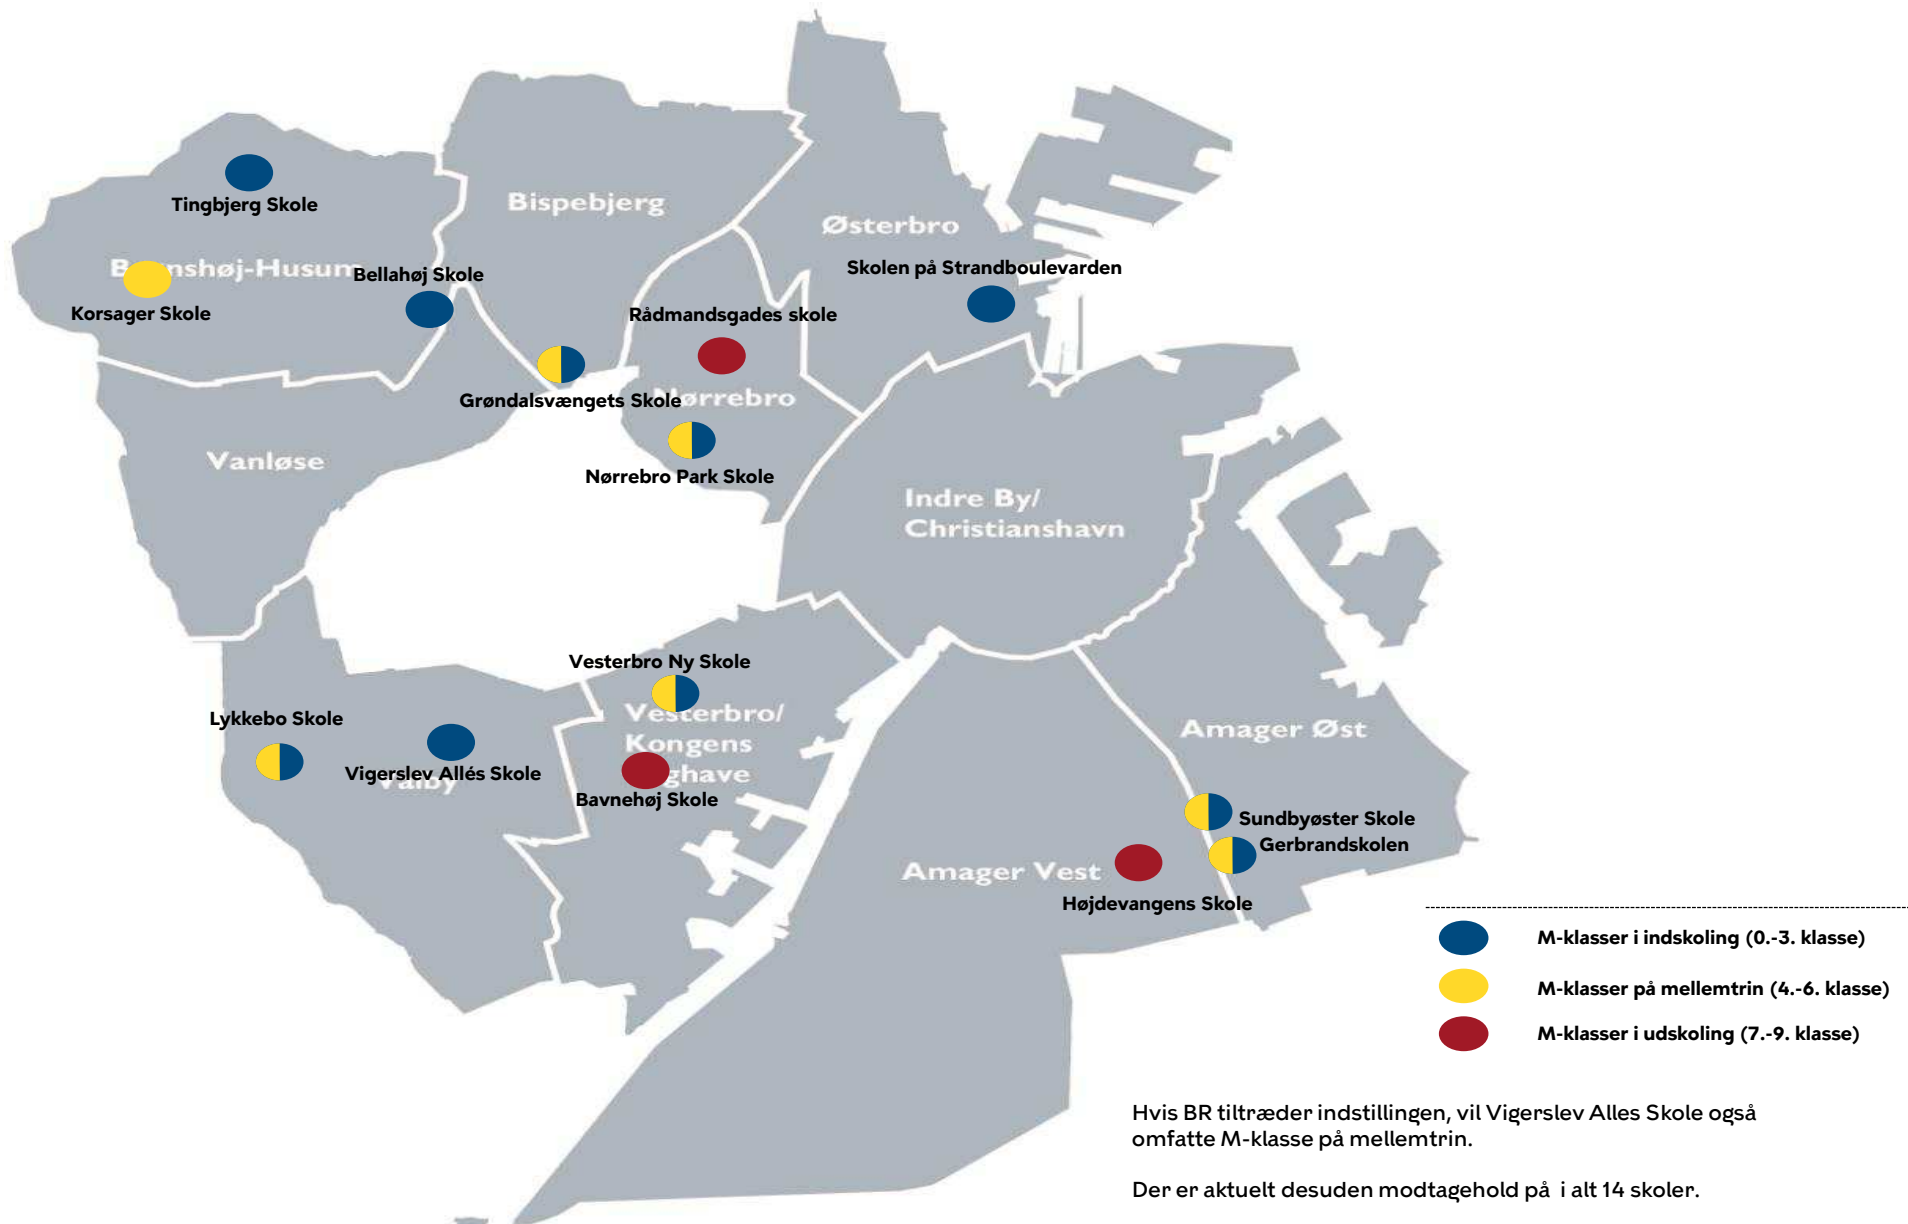 Tingbjerg Skole
Bispebjerg
Østerbro
Skolen på Strandboulevarden
Bellahøj Skole
Korsager Skole
Rådmandsgades skole
Grøndalsvængets Skole
Nørrebro Park Skole
Vanløse
Indre By/
Christianshavn
Vesterbro Ny Skole
Vesterbro/
Kongens
Lykkebo Skole
Vigerslev Allés Skole
Valby
Bavnehøj Skole
Amager Øst
Sundbyøster Skole
Gerbrandskolen
Amager Vest
Højdevangens Skole
M-klasser i indskoling (0.-3. klasse)
M-klasser på mellemtrin (4.-6. klasse)
M-klasser i udskoling (7.-9. klasse)
Hvis BR tiltræder indstillingen, vil Vigerslev Alles Skole også
omfatte M-klasse på mellemtrin.
Der er aktuelt desuden modtagehold på i alt 14 skoler.